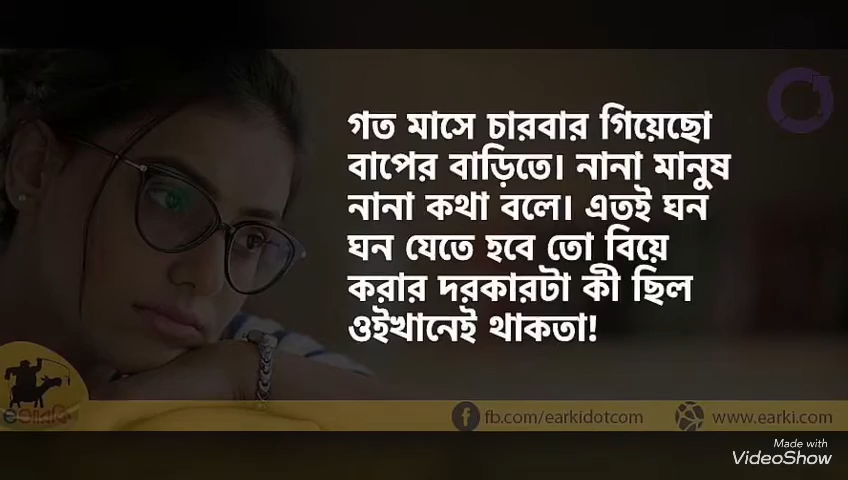 গত মাসে চারবার গিয়েছো
বাপের বাড়িতে। নানা মানুষ
নানা কথা বলে। এতই ঘন
ঘন যেতে হবে তো বিয়ে
করার দরকারটা কী ছিল
ওইখানেই থাকতা!
eআরকি
fb.com/earkidotcom
www.earki.com
Made with
VideoShow